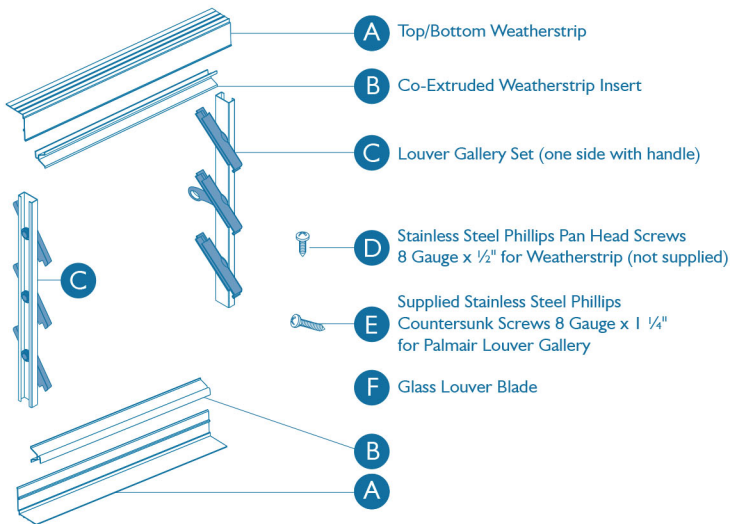 A Top/Bottom Weatherstrip
B Co-Extruded Weatherstrip Insert
C Louver Gallery Set (one side with handle)
D Stainless Steel Phillips Pan Head Screws
8 Gauge x ½" for Weatherstrip (not supplied)
C
E Supplied Stainless Steel Phillips
Countersunk Screws 8 Gauge x 1 ¼"
for Palmair Louver Gallery
F Glass Louver Blade
B
A